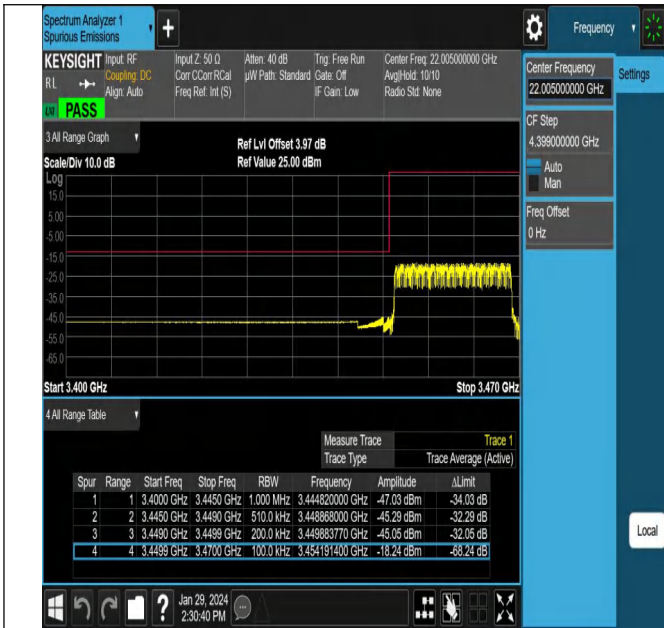 Spectrum Analyzer 1
Spurious Emissions
Frequency
KEYSIGHT
RL
Input: RF
Coupling: DC
Align: Auto
Input Z: 50 Ω
Corr CCorr RCal
Freq Ref: Int (S)
Atten: 40 dB
µW Path: Standard
Trig: Free Run
Gate: Off
IF Gain: Low
Center Freq: 22.005000000 GHz
Avg|Hold: 10/10
Radio Std: None
PASS
Center Frequency
22.005000000 GHz
Settings
CF Step
4.399000000 GHz
Auto
Man
Freq Offset
0 Hz
3 All Range Graph
Scale/Div 10.0 dB
Ref Lvl Offset 3.97 dB
Ref Value 25.00 dBm
Log
15.0
5.00
-5.00
-15.0
-25.0
-35.0
-45.0
-55.0
-65.0
Start 3.400 GHz
Stop 3.470 GHz
4 All Range Table
Measure Trace Trace 1
Trace Type Trace Average (Active)
Spur Range Start Freq Stop Freq RBW Frequency Amplitude ΔLimit
1 1 3.4000 GHz 3.4450 GHz 1.000 MHz 3.444820000 GHz -47.03 dBm -34.03 dB
2 2 3.4450 GHz 3.4490 GHz 510.0 kHz 3.448868000 GHz -45.29 dBm -32.29 dB
3 3 3.4490 GHz 3.4499 GHz 200.0 kHz 3.449883770 GHz -45.05 dBm -32.05 dB
4 4 3.4499 GHz 3.4700 GHz 100.0 kHz 3.454191400 GHz -18.24 dBm -68.24 dB
Local
Jan 29, 2024
2:30:40 PM